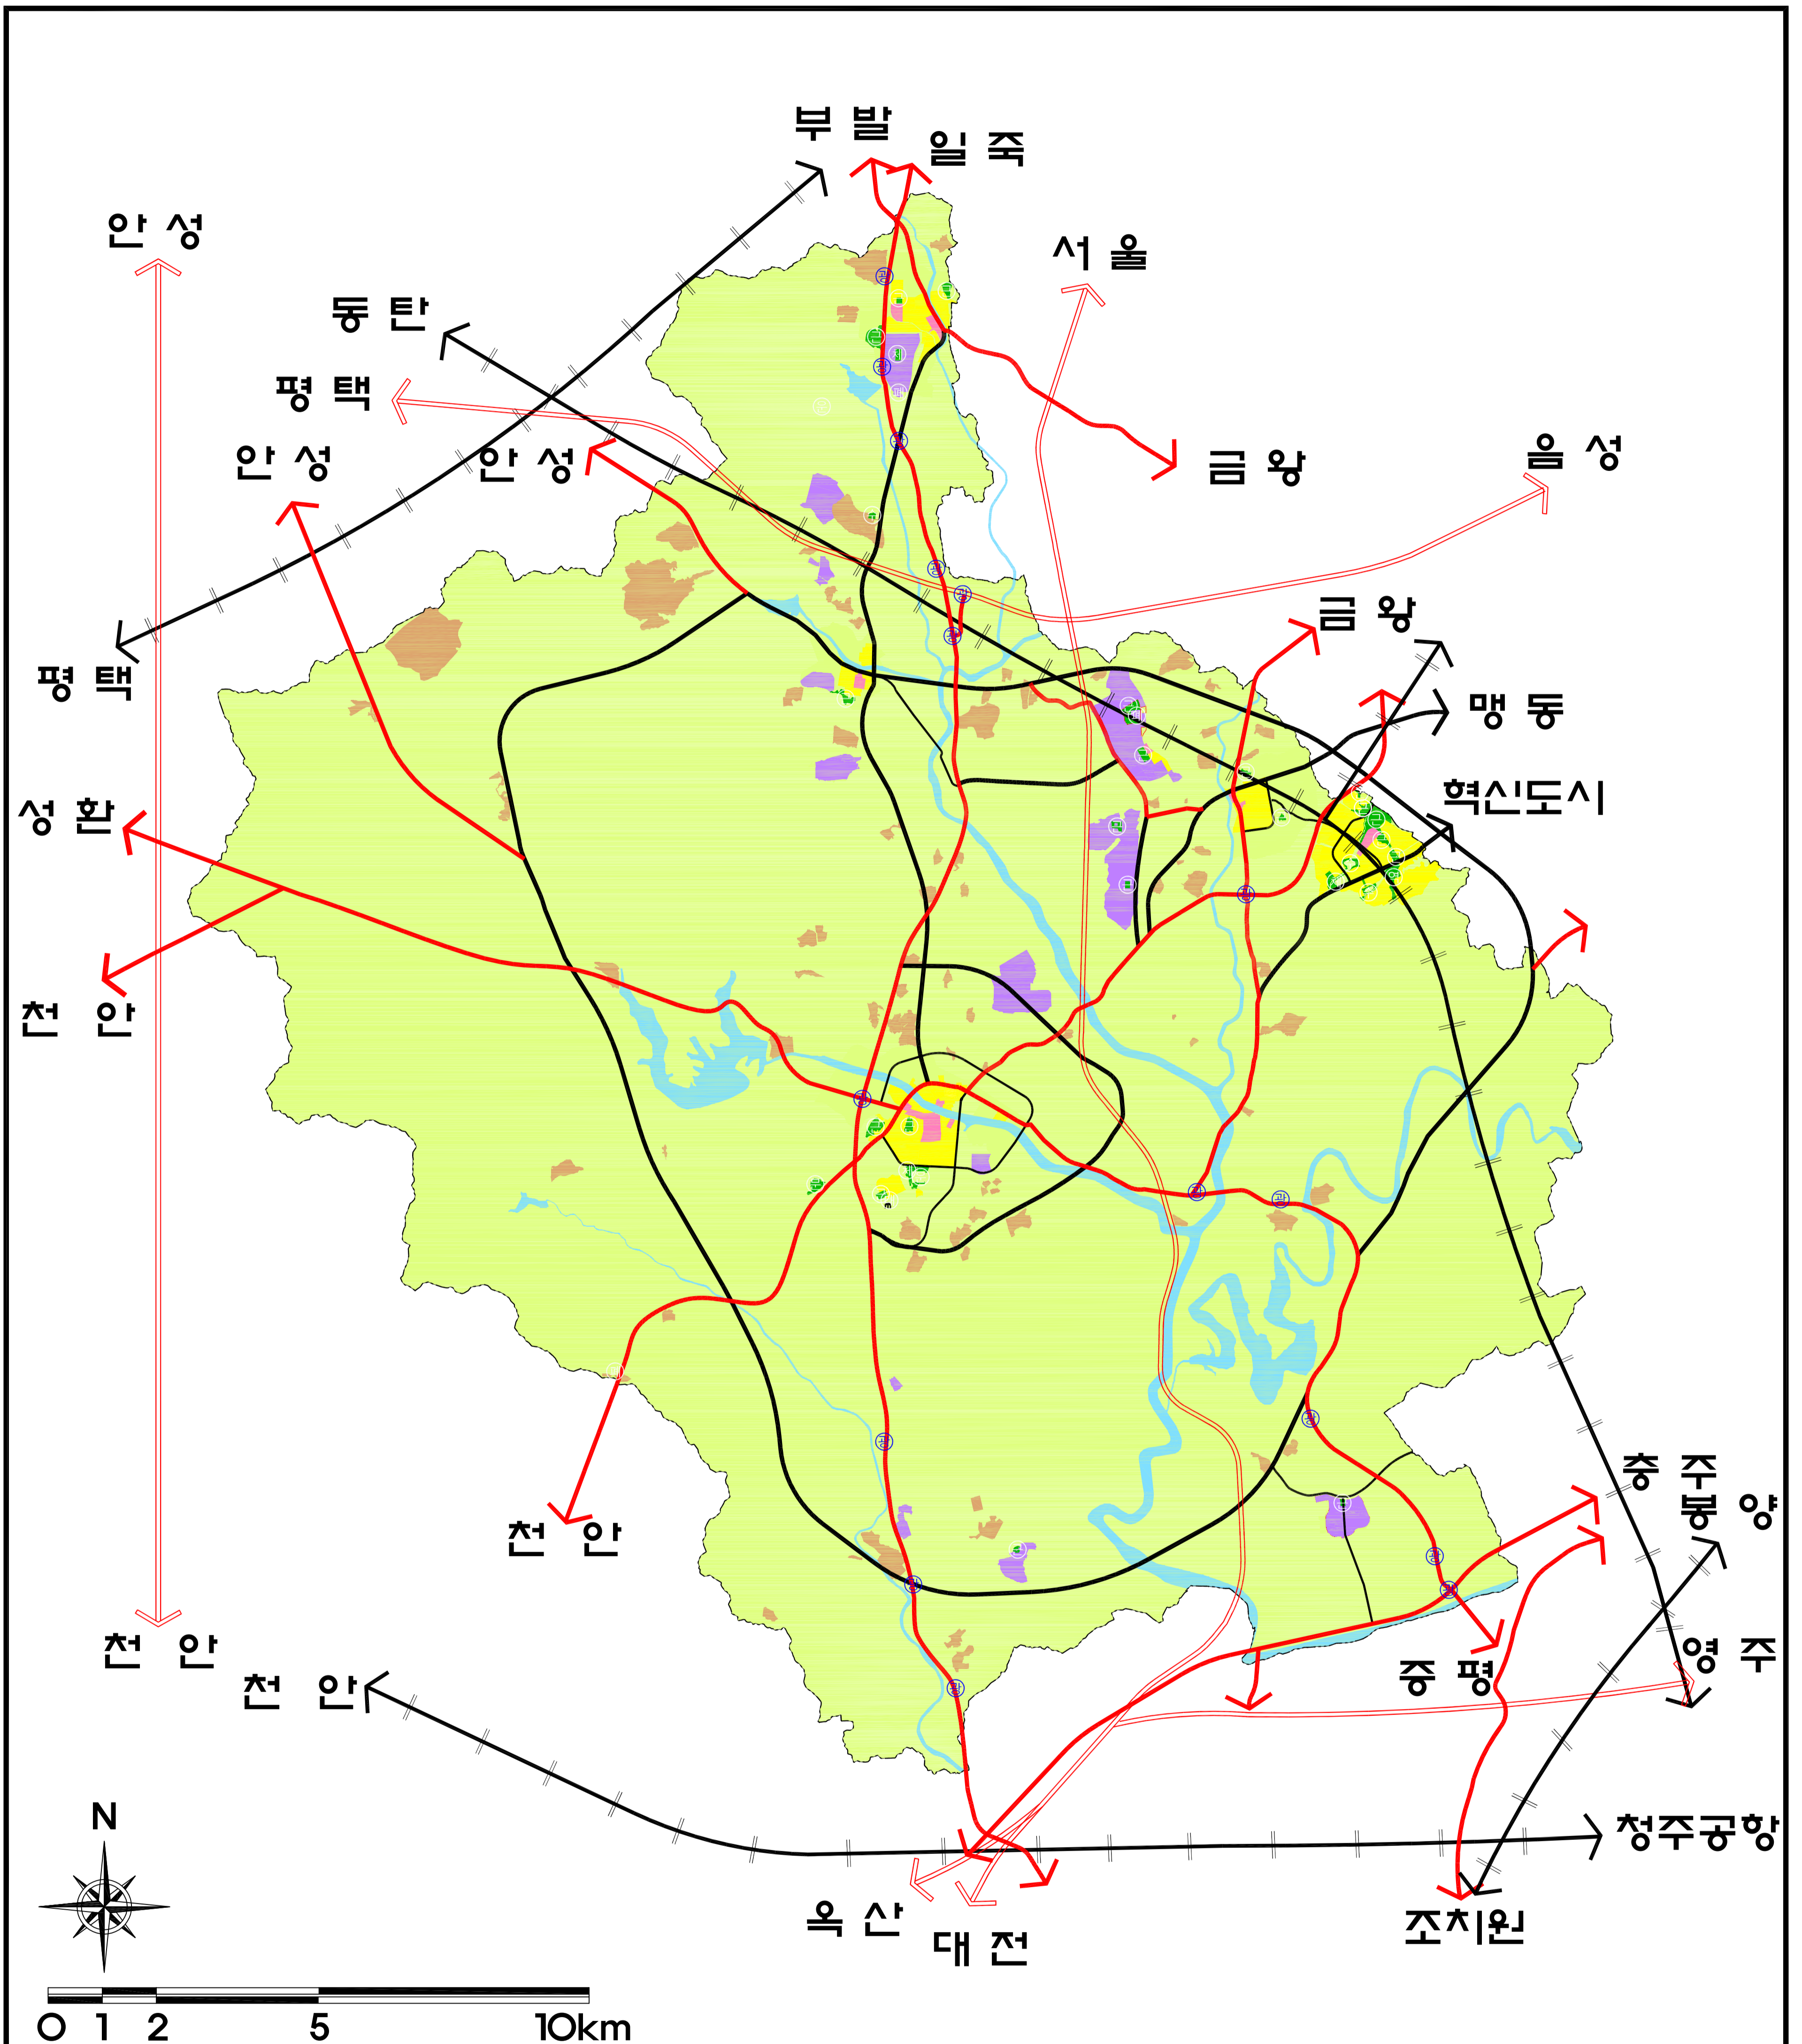 부 발
일 죽
안 성
서 울
동 탄
평 택
안 성
안 성
금 왕
음 성
금 왕
평 택
맹 동
성 환
혁신도시
천 안
충 주
봉 양
천 안
천 안
천 안
증 평
영 주
청주공항
옥 산
대 전
조치원
N
0 1 2 5 10km